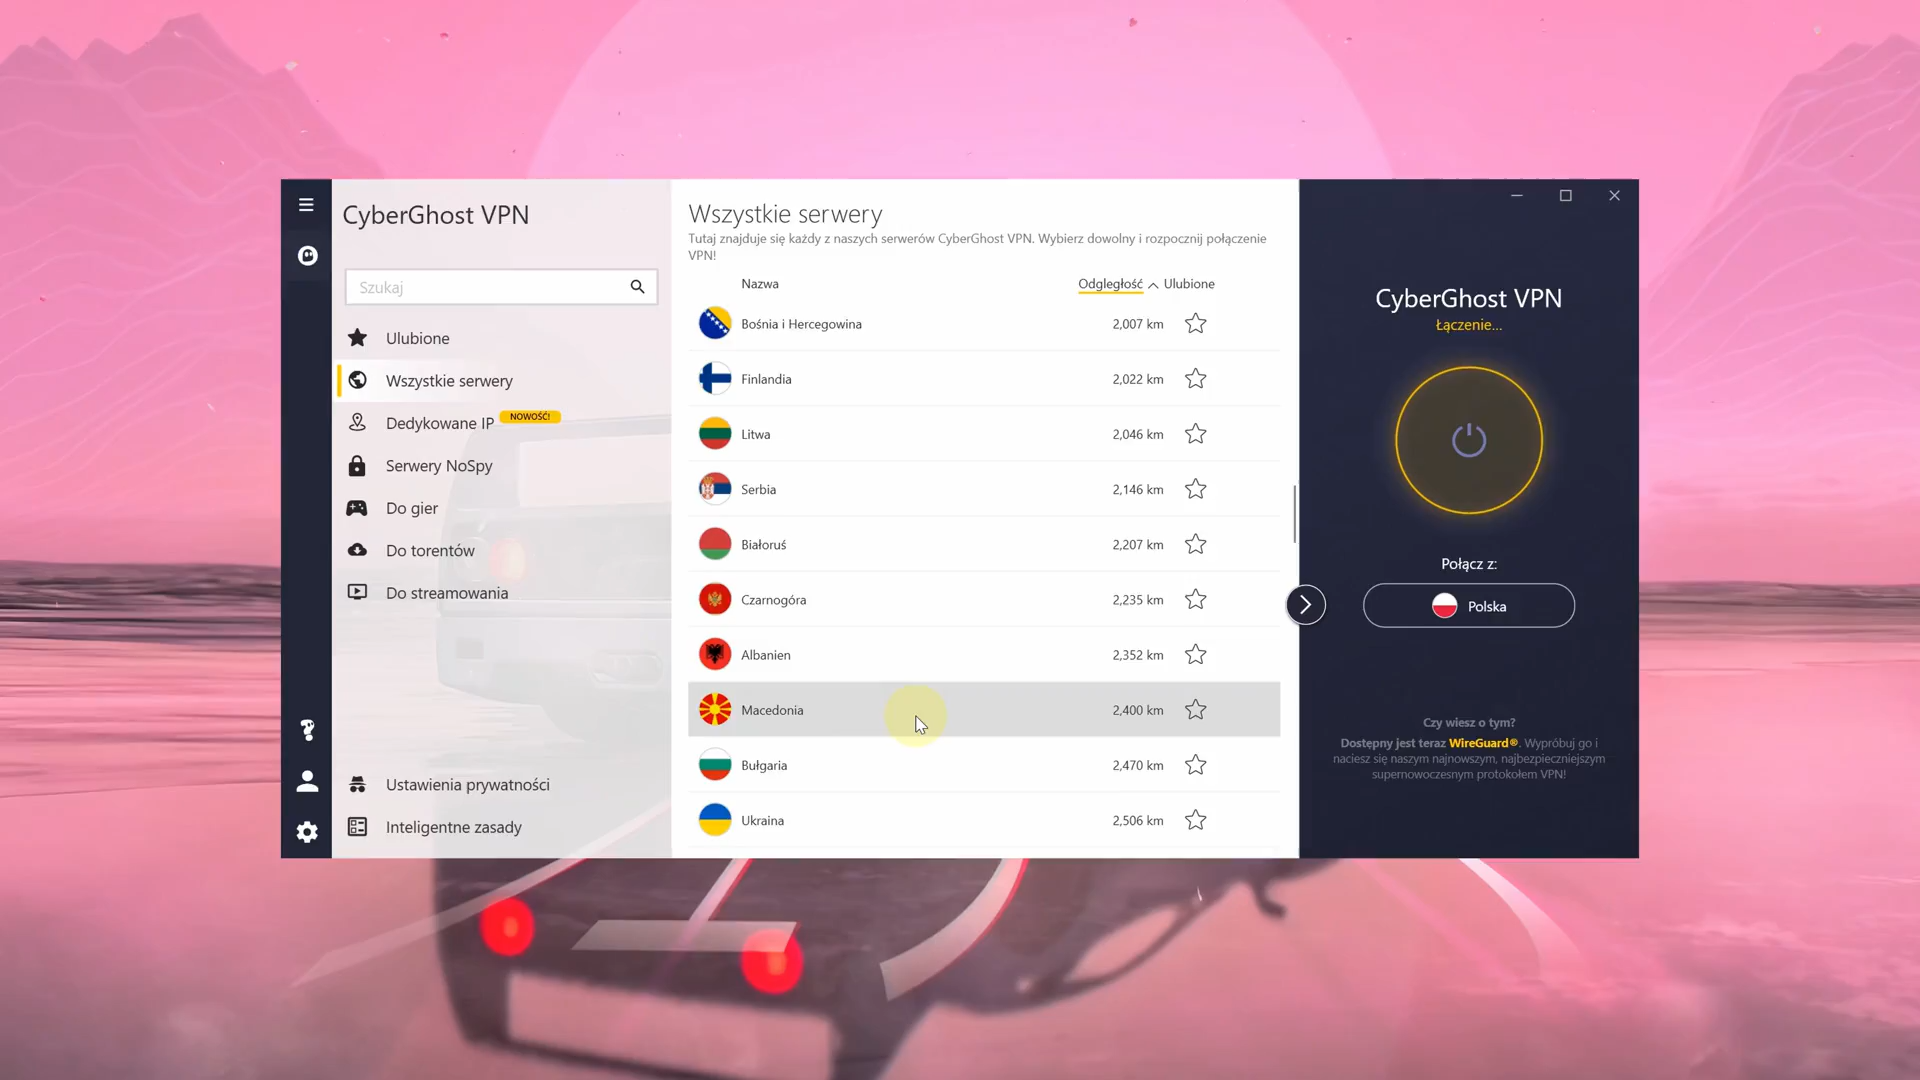 CyberGhost VPN
Szukaj
Ulubione
Wszystkie serwery
Dedykowane IP NOWOŚĆ!
Serwery NoSpy
Do gier
Do torentów
Do streamowania
Ustawienia prywatności
Inteligentne zasady
Wszystkie serwery
Tutaj znajduje się każdy z naszych serwerów CyberGhost VPN. Wybierz dowolny i rozpocznij połączenie
VPN!
Nazwa Odgległość Ulubione
Bośnia i Hercegowina 2,007 km
Finlandia 2,022 km
Litwa 2,046 km
Serbia 2,146 km
Białoruś 2,207 km
Czarnogóra 2,235 km
Albanien 2,352 km
Macedonia 2,400 km
Bułgaria 2,470 km
Ukraina 2,506 km
CyberGhost VPN
Łączenie...
Połącz z:
Polska
Czy wiesz o tym?
Dostępny jest teraz WireGuard®. Wypróbuj go i
naciesz się naszym najnowszym, najbezpieczniejszym
supernowoczesnym protokołem VPN!